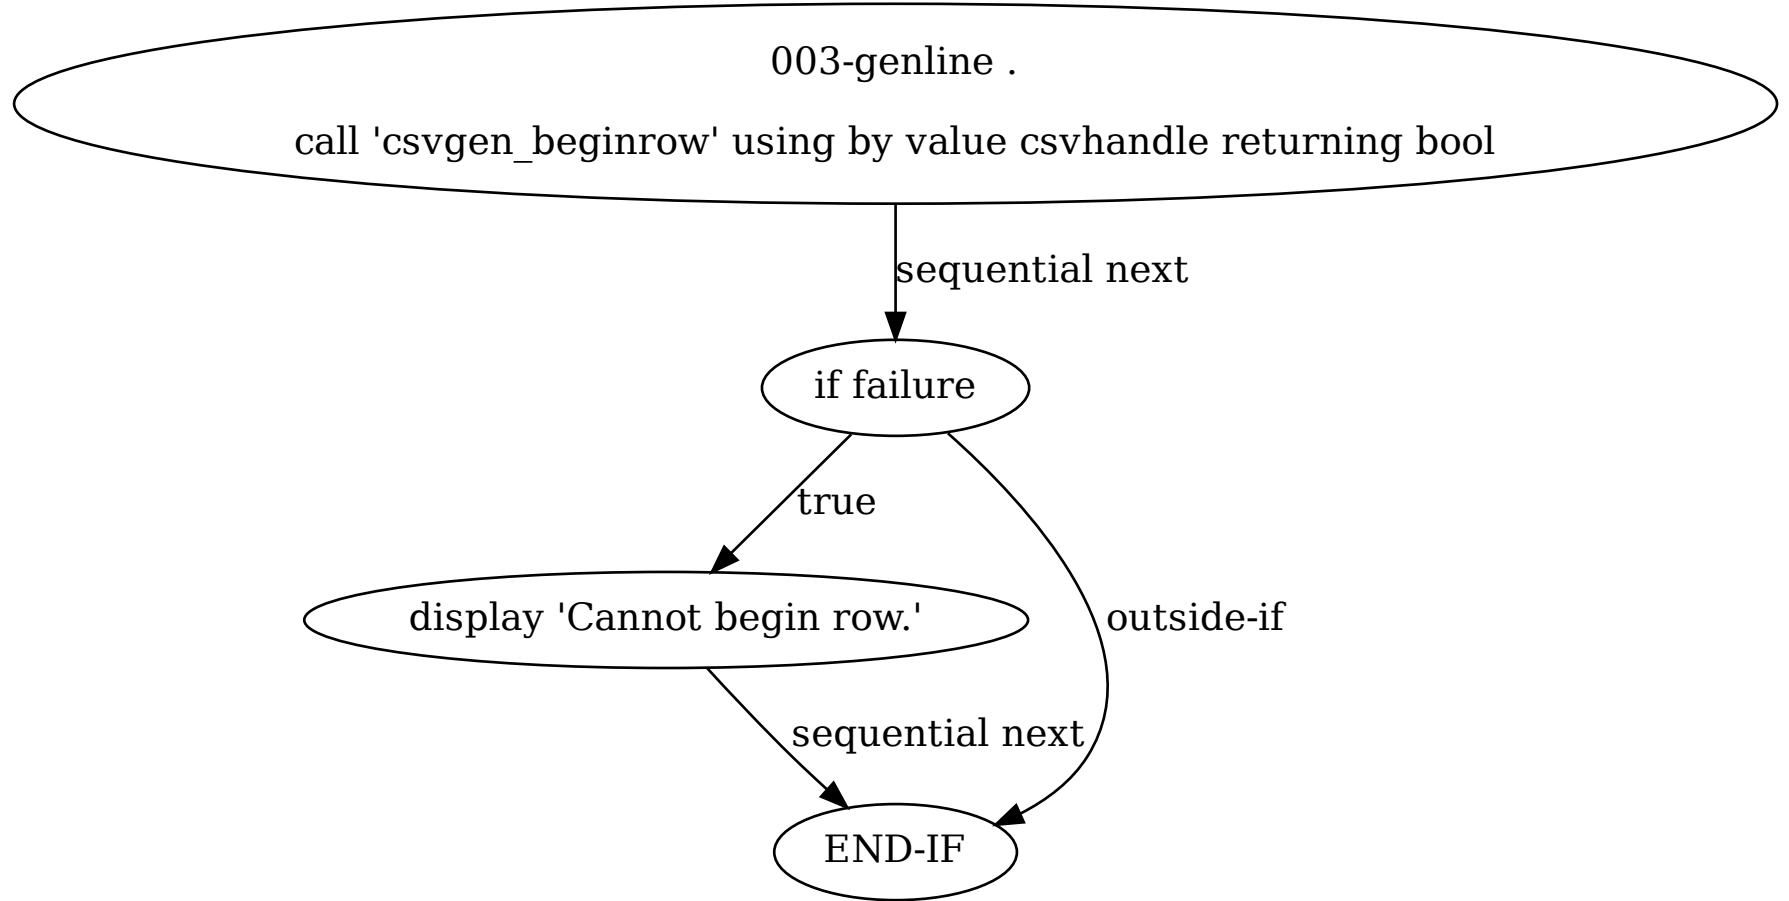 003-genline .
call 'csvgen_beginrow' using by value csvhandle returning bool
sequential next
if failure
true
display 'Cannot begin row.'
outside-if
sequential next
END-IF